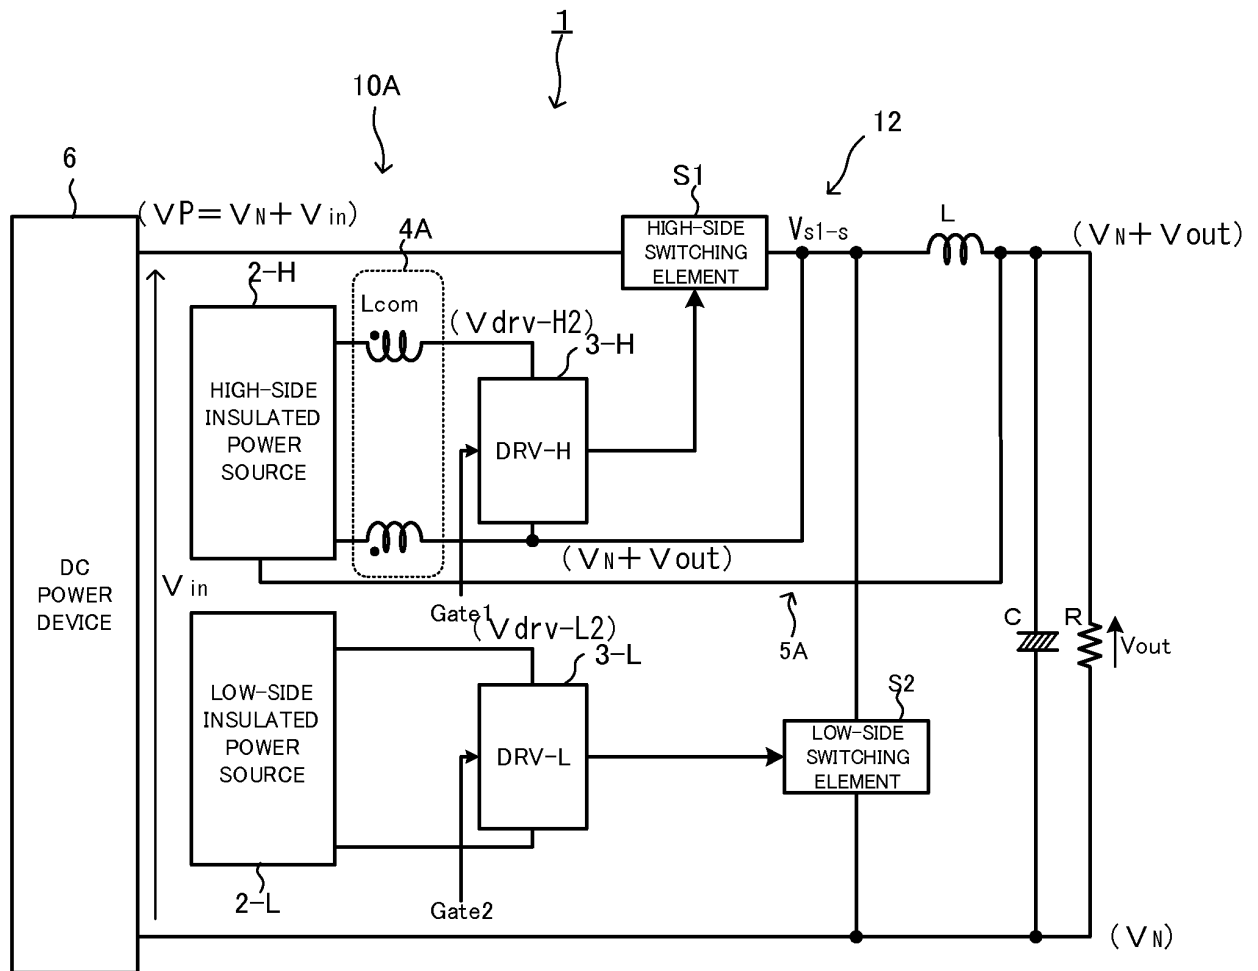 1
10A
12
6
S1
(VP=VN+Vin)
4A
HIGH-SIDE
SWITCHING
ELEMENT
Vs1-s
L
(VN+Vout)
2-H
Lcom
(Vdrv-H2)
3-H
HIGH-SIDE
INSULATED
POWER
SOURCE
DRV-H
(VN+Vout)
DC
POWER
DEVICE
Vin
Gate1
5A
C
R
Vout
(Vdrv-L2)
3-L
LOW-SIDE
INSULATED
POWER
SOURCE
DRV-L
S2
LOW-SIDE
SWITCHING
ELEMENT
2-L
Gate2
(VN)